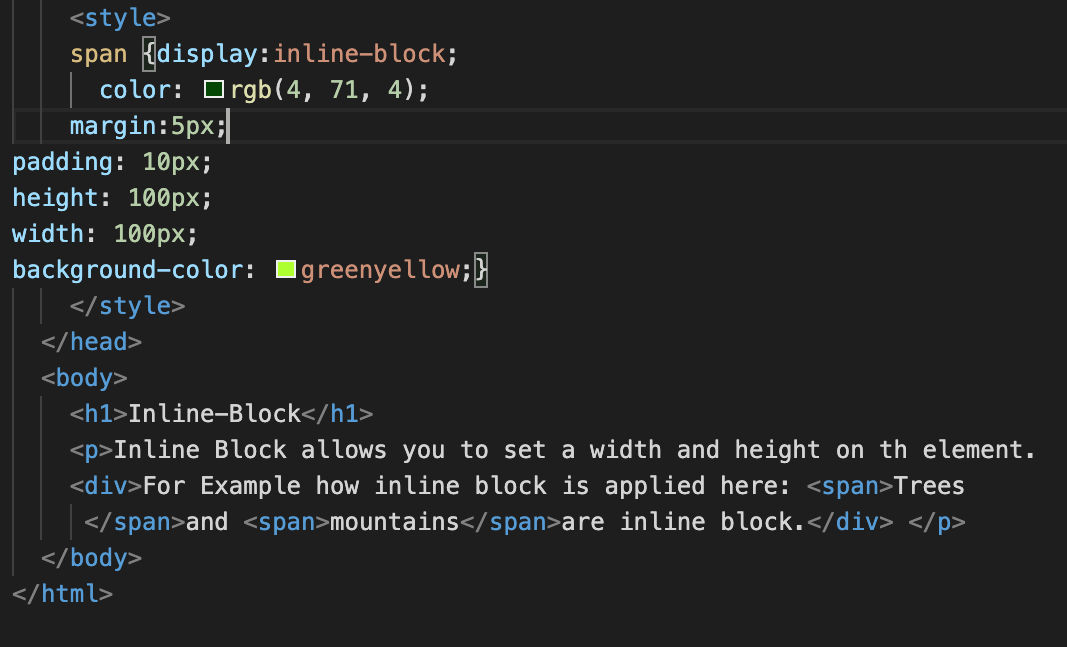 <style>
span {display:inline-block;
color: rgb(4, 71, 4);
margin:5px;
padding: 10px;
height: 100px;
width: 100px;
background-color: greenyellow;}
</style>
</head>
<body>
<h1>Inline-Block</h1>
<p>Inline Block allows you to set a width and height on th element.
<div>For Example how inline block is applied here: <span>Trees
</span>and <span>mountains</span>are inline block.</div> </p>
</body>
</html>